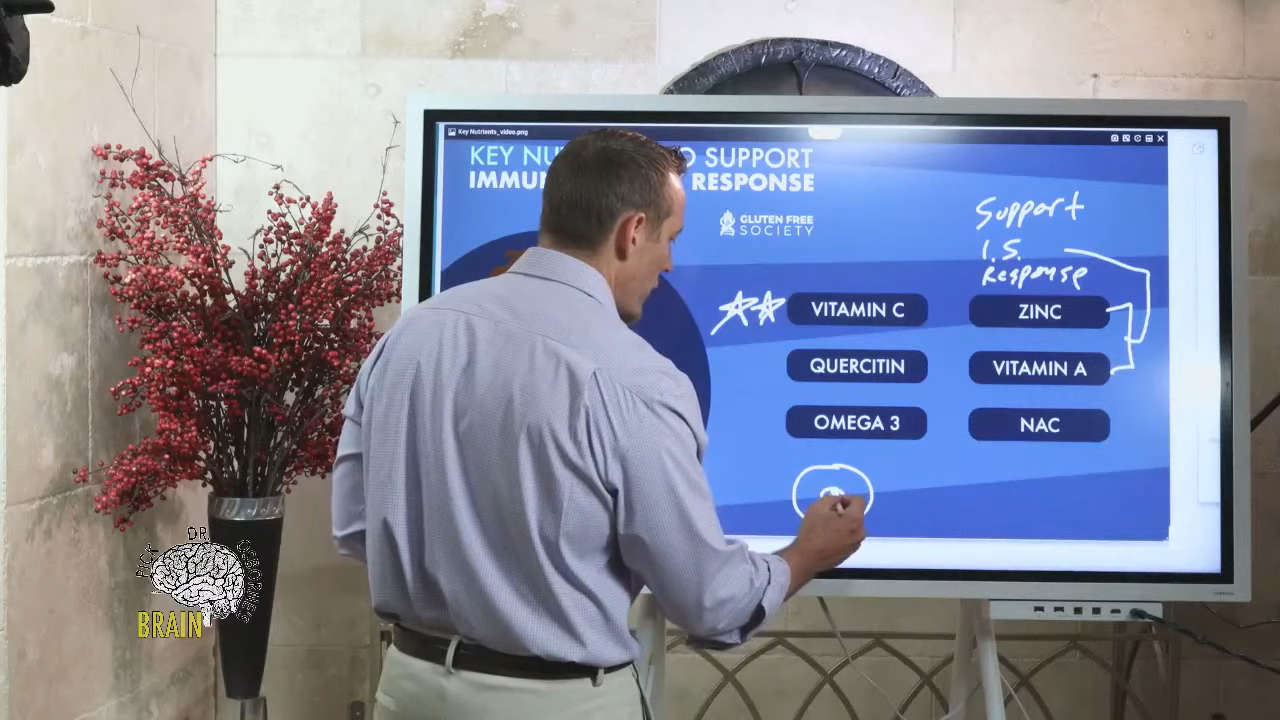 Key Nutrients_video.png
KEY NU O SUPPORT
IMMUN RESPONSE
GLUTEN FREE
SOCIETY
Support
I.S.
Response
VITAMIN C
ZINC
QUERCITIN
VITAMIN A
OMEGA 3
NAC
DR
BRAIN